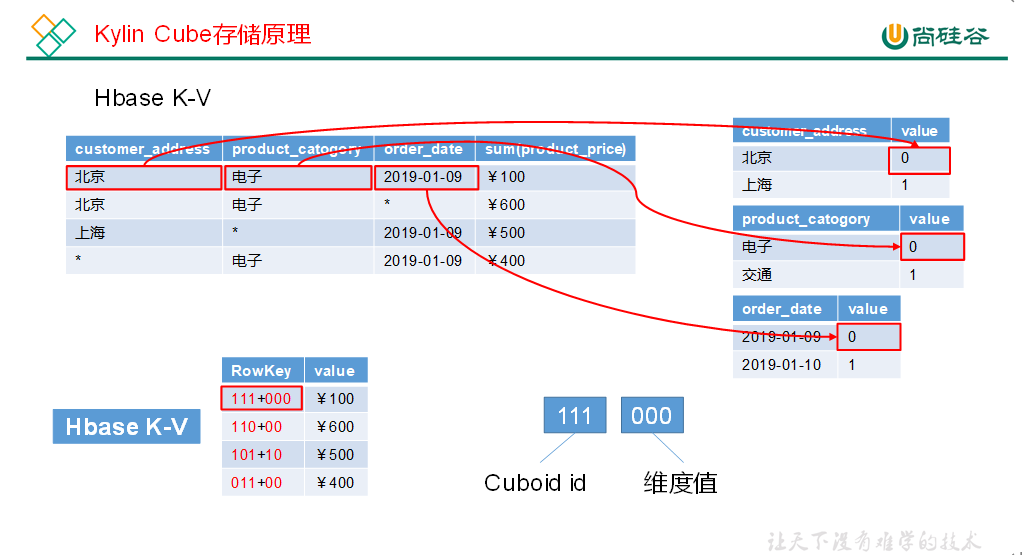 Kylin Cube存储原理
尚硅谷
Hbase K-V
customer_address product_catogory order_date sum(product_price)
北京 电子 2019-01-09 ￥100
北京 电子 * ￥600
上海 * 2019-01-09 ￥500
* 电子 2019-01-09 ￥400
customer_address value
北京 0
上海 1
product_catogory value
电子 0
交通 1
order_date value
2019-01-09 0
2019-01-10 1
Hbase K-V
RowKey value
111+000 ￥100
110+00 ￥600
101+10 ￥500
011+00 ￥400
111 000
Cuboid id 维度值
让天下没有难学的技术